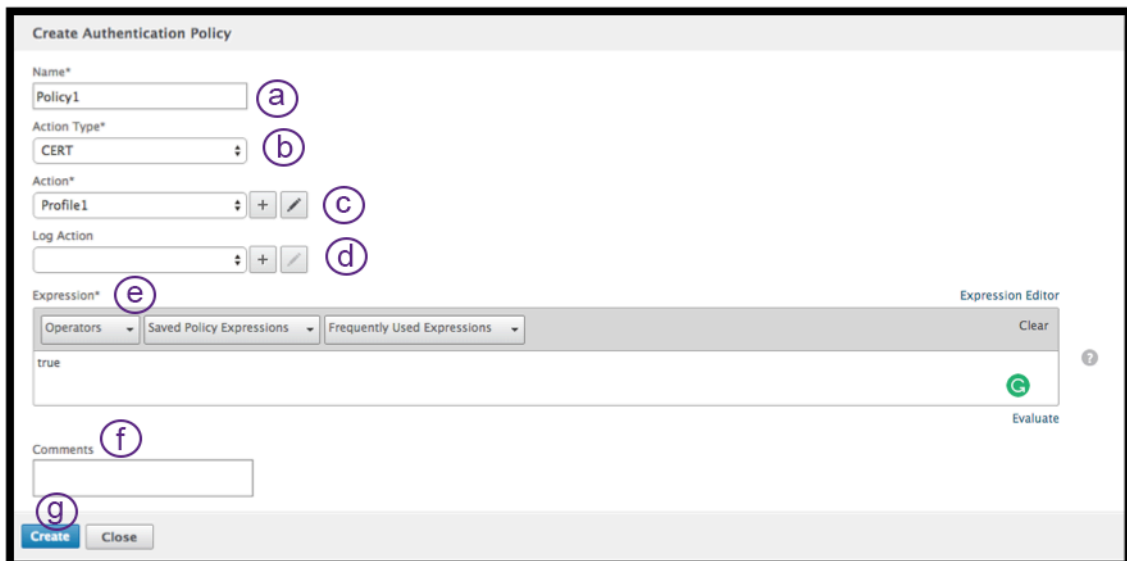 Create Authentication Policy
Name*
Policy1
a
Action Type*
CERT
b
Action*
Profile1 + c
Log Action
+ d
Expression* e Expression Editor
Operators Saved Policy Expressions Frequently Used Expressions Clear
true
?
G
Evaluate
Comments f
g
Create Close